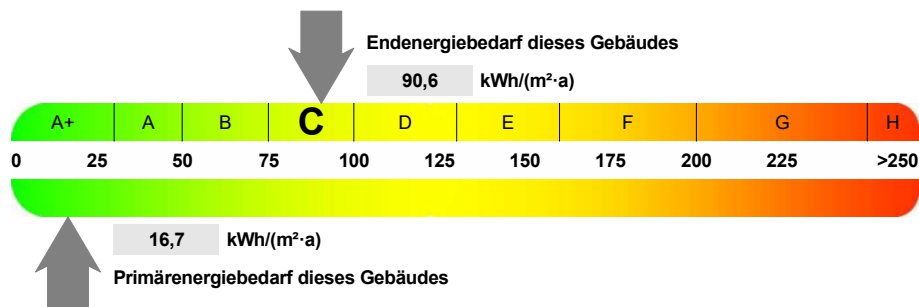 Endenergiebedarf dieses Gebäudes
90,6 kWh/(m²·a)
A+ A B C D E F G H
0 25 50 75 100 125 150 175 200 225 >250
16,7 kWh/(m²·a)
Primärenergiebedarf dieses Gebäudes